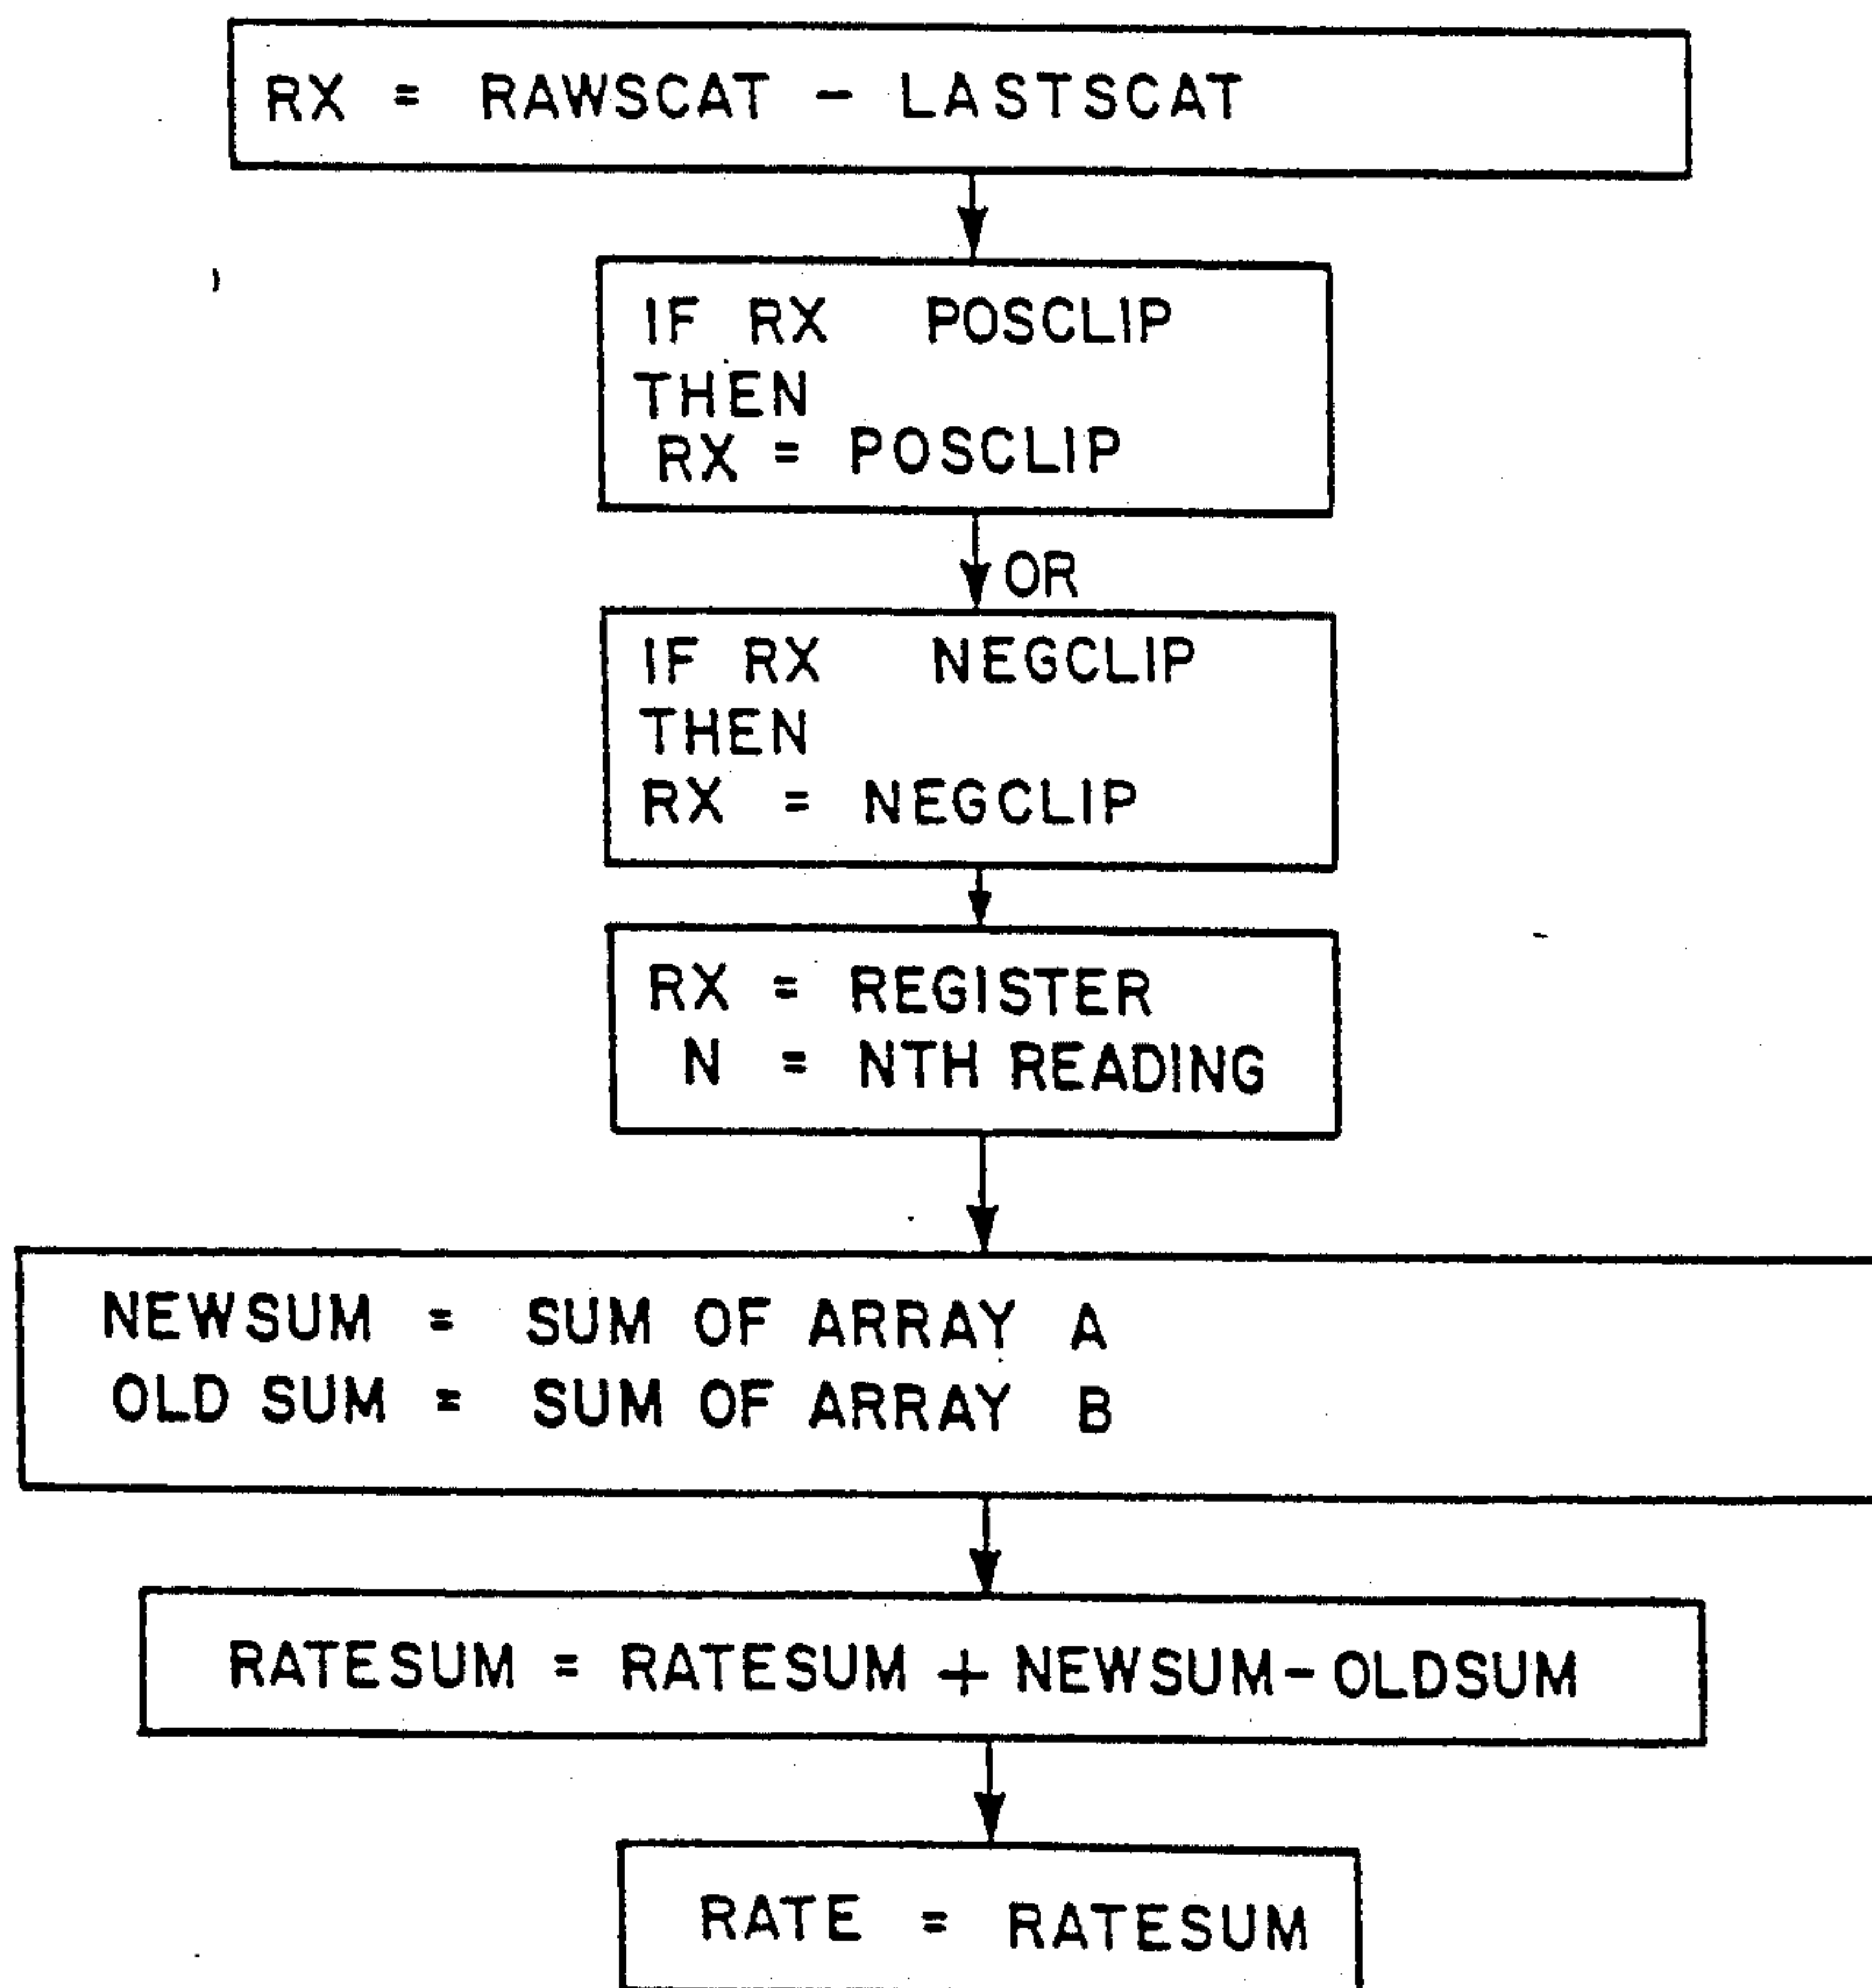 RX = RAWSCAT - LASTSCAT
IF RX POSCLIP
THEN
RX = POSCLIP
OR
IF RX NEGCLIP
THEN
RX = NEGCLIP
RX = REGISTER
N = NTH READING
NEWSUM = SUM OF ARRAY A
OLD SUM = SUM OF ARRAY B
RATESUM = RATESUM + NEWSUM-OLDSUM
RATE = RATESUM